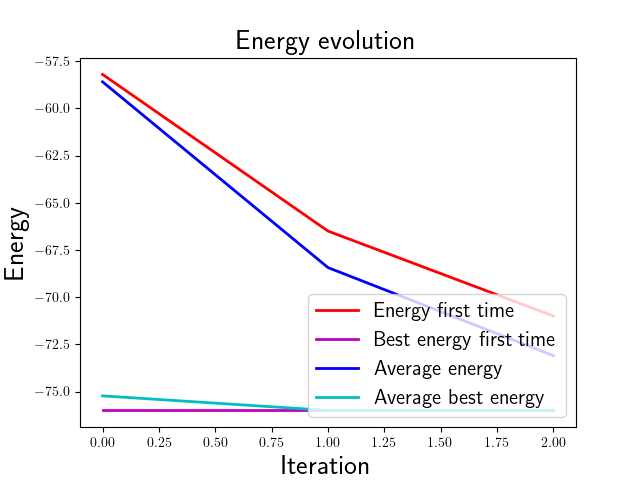 Energy evolution
Energy
−57.5
−60.0
−62.5
−65.0
−67.5
−70.0
−72.5
−75.0
Energy first time
Best energy first time
Average energy
Average best energy
0.00 0.25 0.50 0.75 1.00 1.25 1.50 1.75 2.00
Iteration